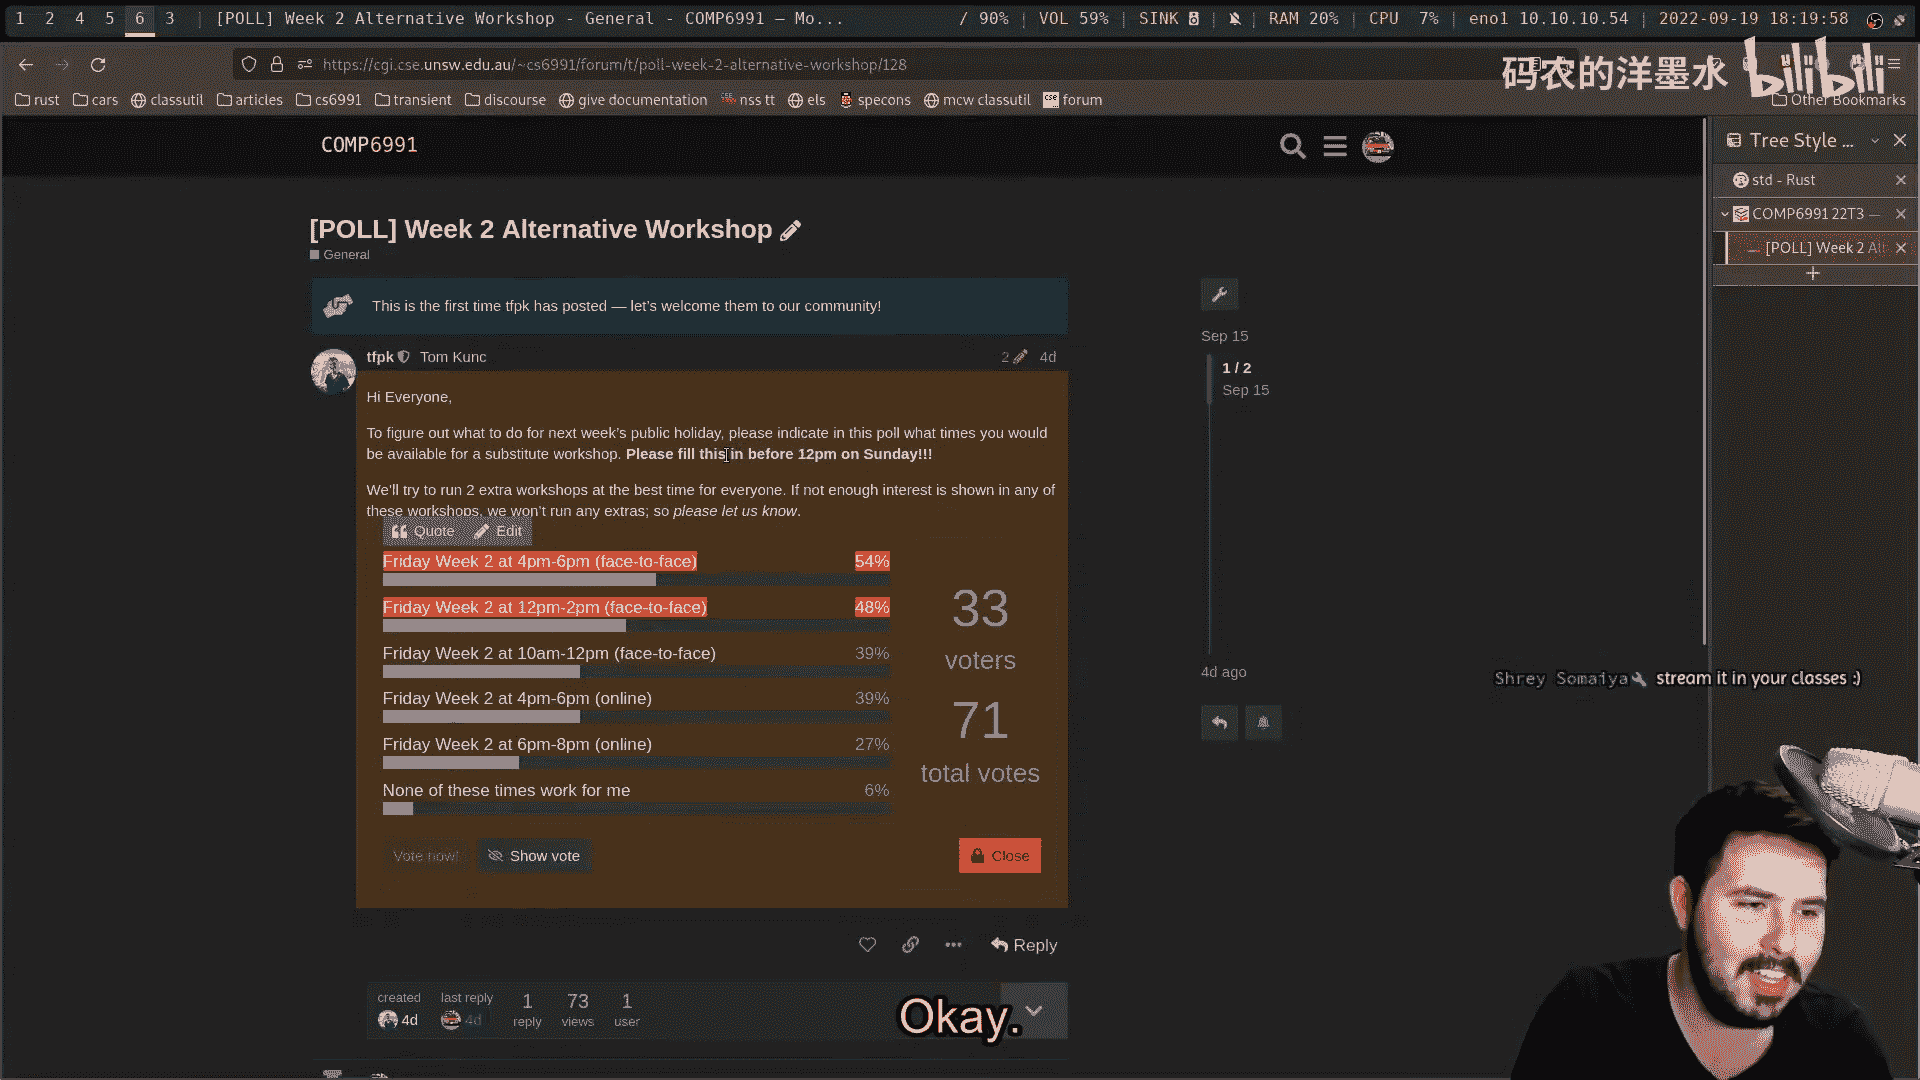 1 2 4 5 6 3 | [POLL] Week 2 Alternative Workshop - General - COMP6991 — Mo... / 90% | VOL 59% | SINK | | RAM 20% | CPU 7% | eno1 10.10.10.54 | 2022-09-19 18:19:58
https://cgi.cse.unsw.edu.au/~cs6991/forum/t/poll-week-2-alternative-workshop/128
码农的洋墨水 bilibili
rust cars classutil articles cs6991 transient discourse give documentation nss tt els specons mcw classutil forum Other Bookmarks
COMP6991
Tree Style ...
std - Rust
COMP6991 22T3 —
[POLL] Week 2 Alt
[POLL] Week 2 Alternative Workshop
General
This is the first time tfpk has posted — let's welcome them to our community!
tfpk Tom Kunc 2 4d
Hi Everyone,
To figure out what to do for next week's public holiday, please indicate in this poll what times you would
be available for a substitute workshop. Please fill this in before 12pm on Sunday!!!
We'll try to run 2 extra workshops at the best time for everyone. If not enough interest is shown in any of
these workshops, we won't run any extras; so please let us know.
Quote Edit
Friday Week 2 at 4pm-6pm (face-to-face) 54%
Friday Week 2 at 12pm-2pm (face-to-face) 48%
Friday Week 2 at 10am-12pm (face-to-face) 39%
Friday Week 2 at 4pm-6pm (online) 39%
Friday Week 2 at 6pm-8pm (online) 27%
None of these times work for me 6%
33
voters
71
total votes
Vote now! Show vote Close
Sep 15
1 / 2
Sep 15
4d ago
Shrey Somaiya stream it in your classes :)
Reply
created last reply 1 73 1
4d 4d reply views user
Okay.